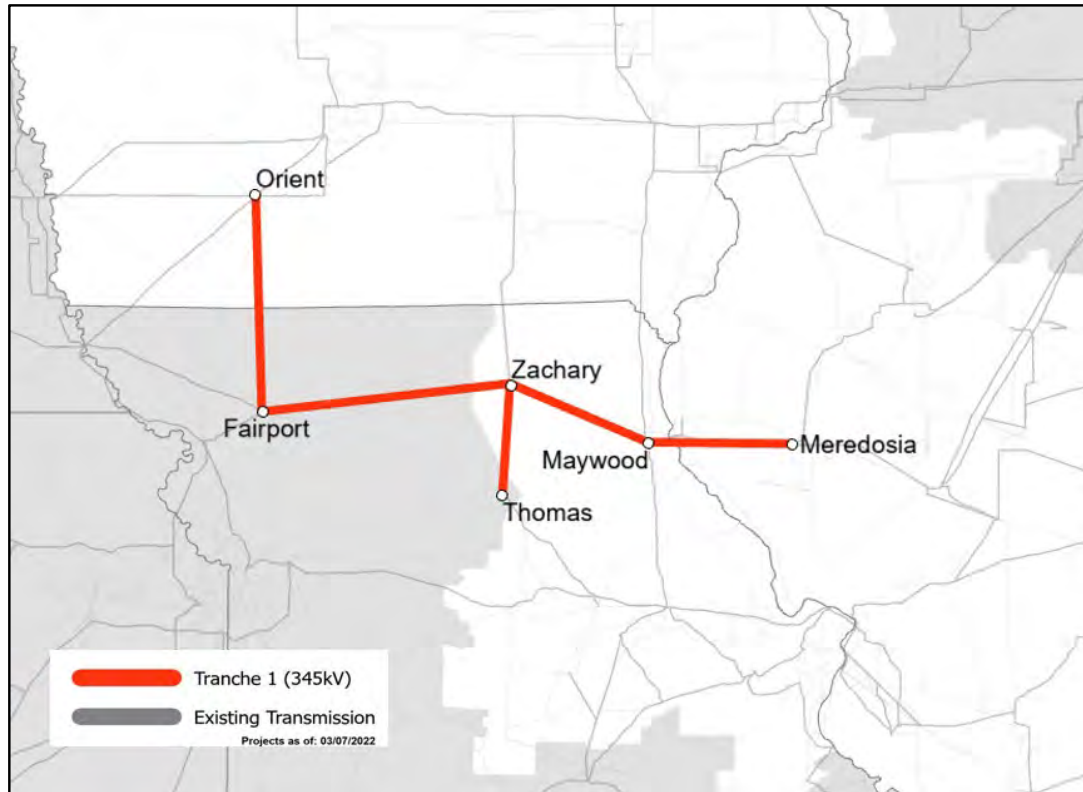 Orient
Zachary
Fairport
Maywood
Meredosia
Thomas
Tranche 1 (345kV)
Existing Transmission
Projects as of: 03/07/2022